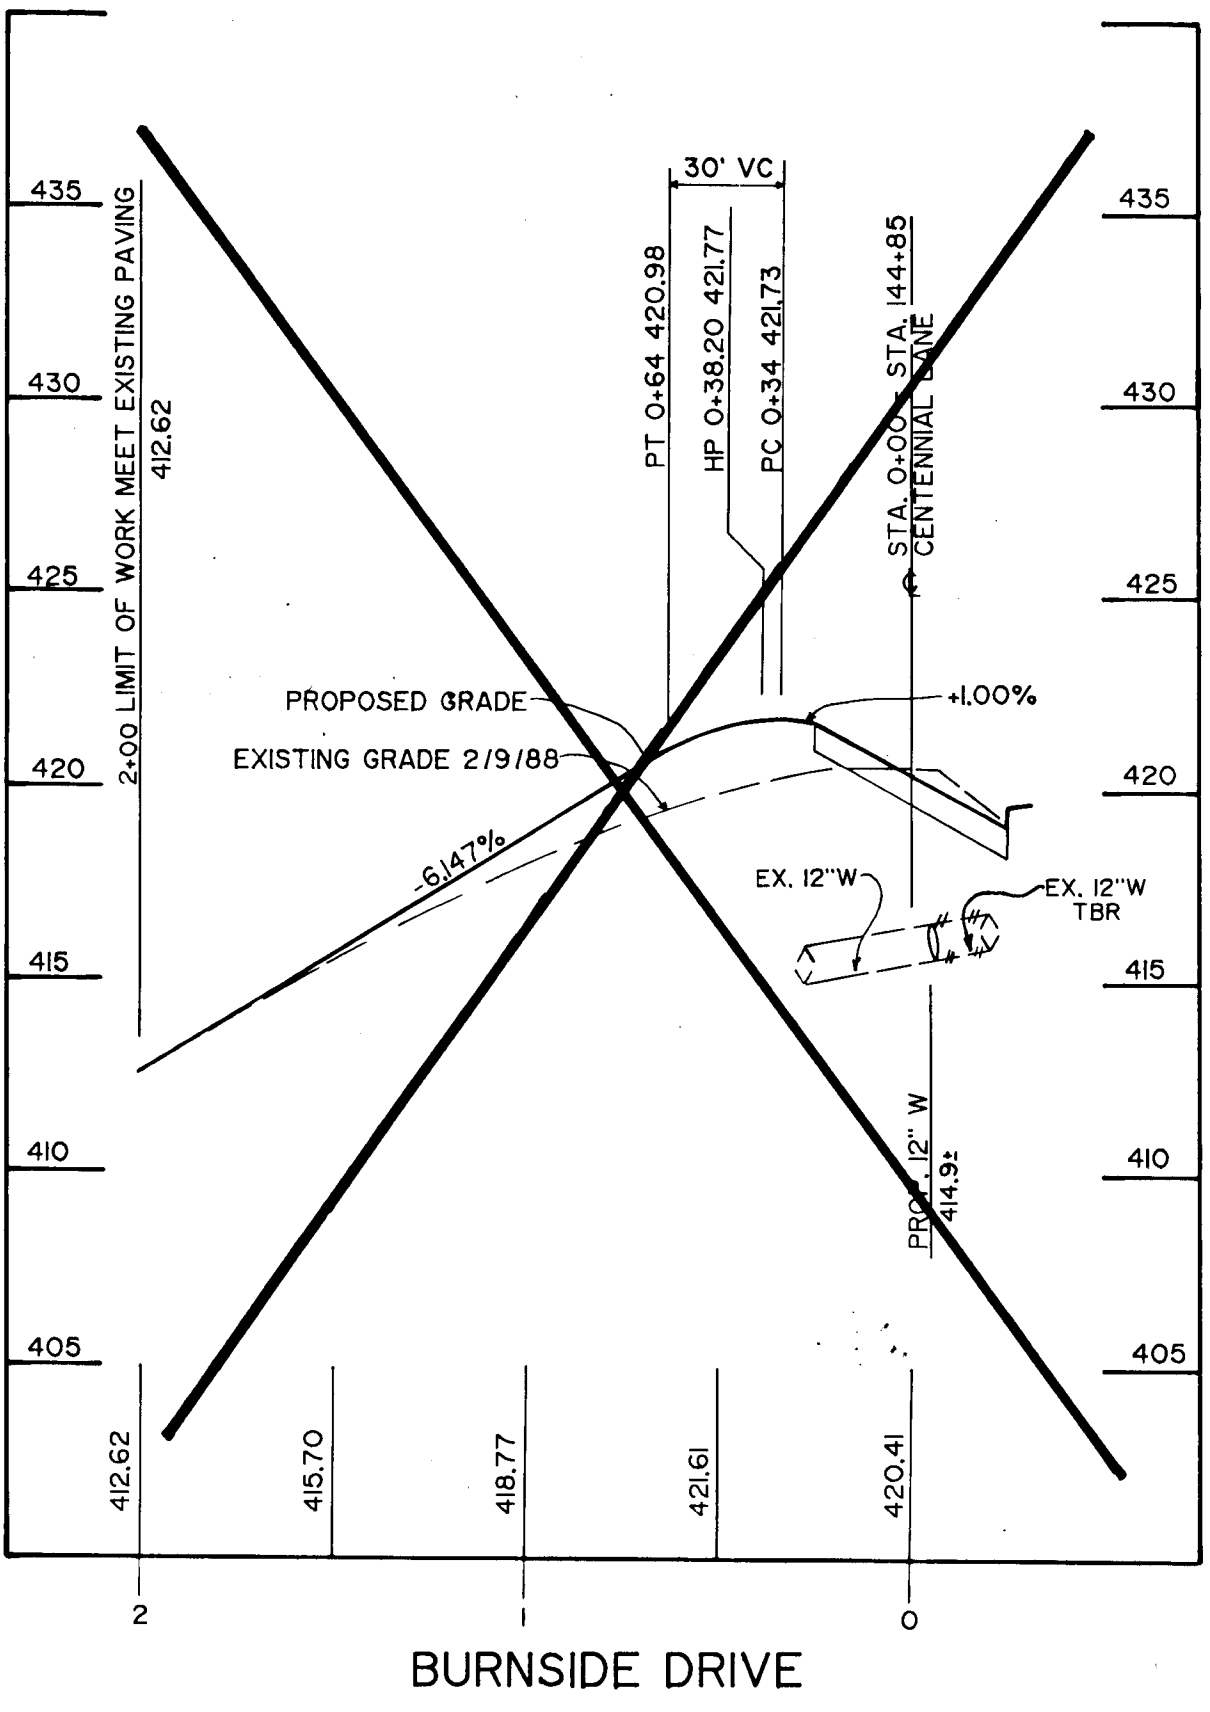 30' VC
435
435
430
430
425
425
420
420
415
415
410
410
405
405
2+00 LIMIT OF WORK MEET EXISTING PAVING
412.62
PT 0+64 420.98
HP 0+38.20 421.77
PC 0+34 421.73
STA. 0+00 - STA. 144+85
CENTENNIAL LANE
℄
PROPOSED GRADE
+1.00%
EXISTING GRADE 2/9/88
-6.147%
EX. 12"W
EX. 12"W
TBR
PROP. 12" W
414.9±
412.62
415.70
418.77
421.61
420.41
2
1
0
BURNSIDE DRIVE